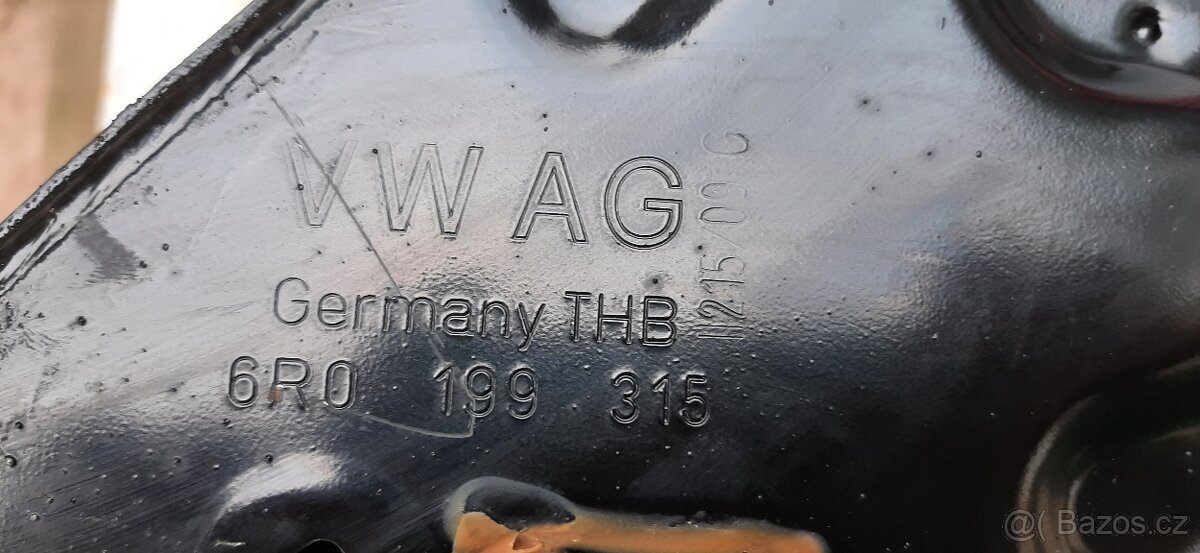 VW AG
Germany THB
6R0 199 315
@( Bazos.cz